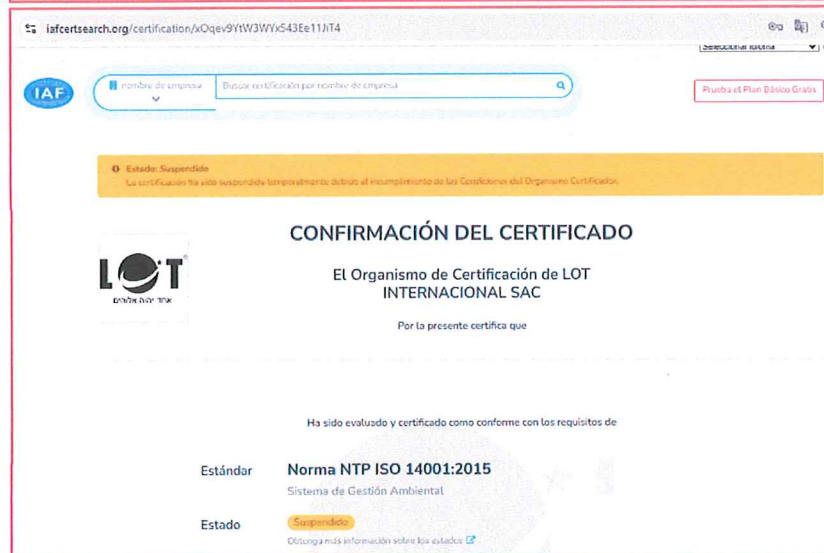 iafcertsearch.org/certification/xOqev9YtW3WYx543Ee11JiT4
Seleccionar idioma
IAF
nombre de empresa
Buscar certificación por nombre de empresa
Prueba el Plan Básico Gratis
Estado: Suspendido
La certificación ha sido suspendida temporalmente debido al incumplimiento de las Condiciones del Organismo Certificador.
CONFIRMACIÓN DEL CERTIFICADO
LOT
El Organismo de Certificación de LOT
INTERNACIONAL SAC
Por la presente certifica que
Ha sido evaluado y certificado como conforme con los requisitos de
Estándar
Norma NTP ISO 14001:2015
Sistema de Gestión Ambiental
Estado
Suspendido
Obtenga más información sobre los estados